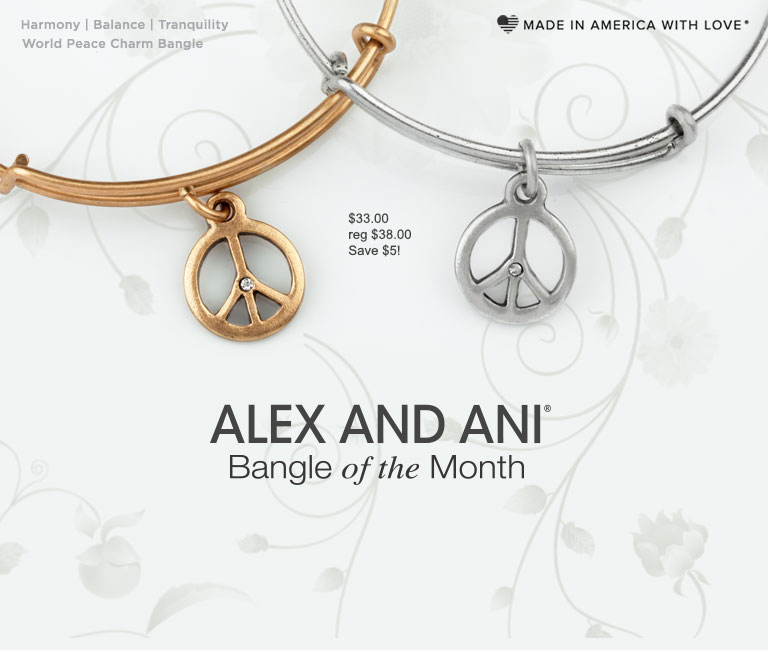 Harmony | Balance | Tranquility
World Peace Charm Bangle
MADE IN AMERICA WITH LOVE®
$33.00
reg $38.00
Save $5!
ALEX AND ANI®
Bangle of the Month